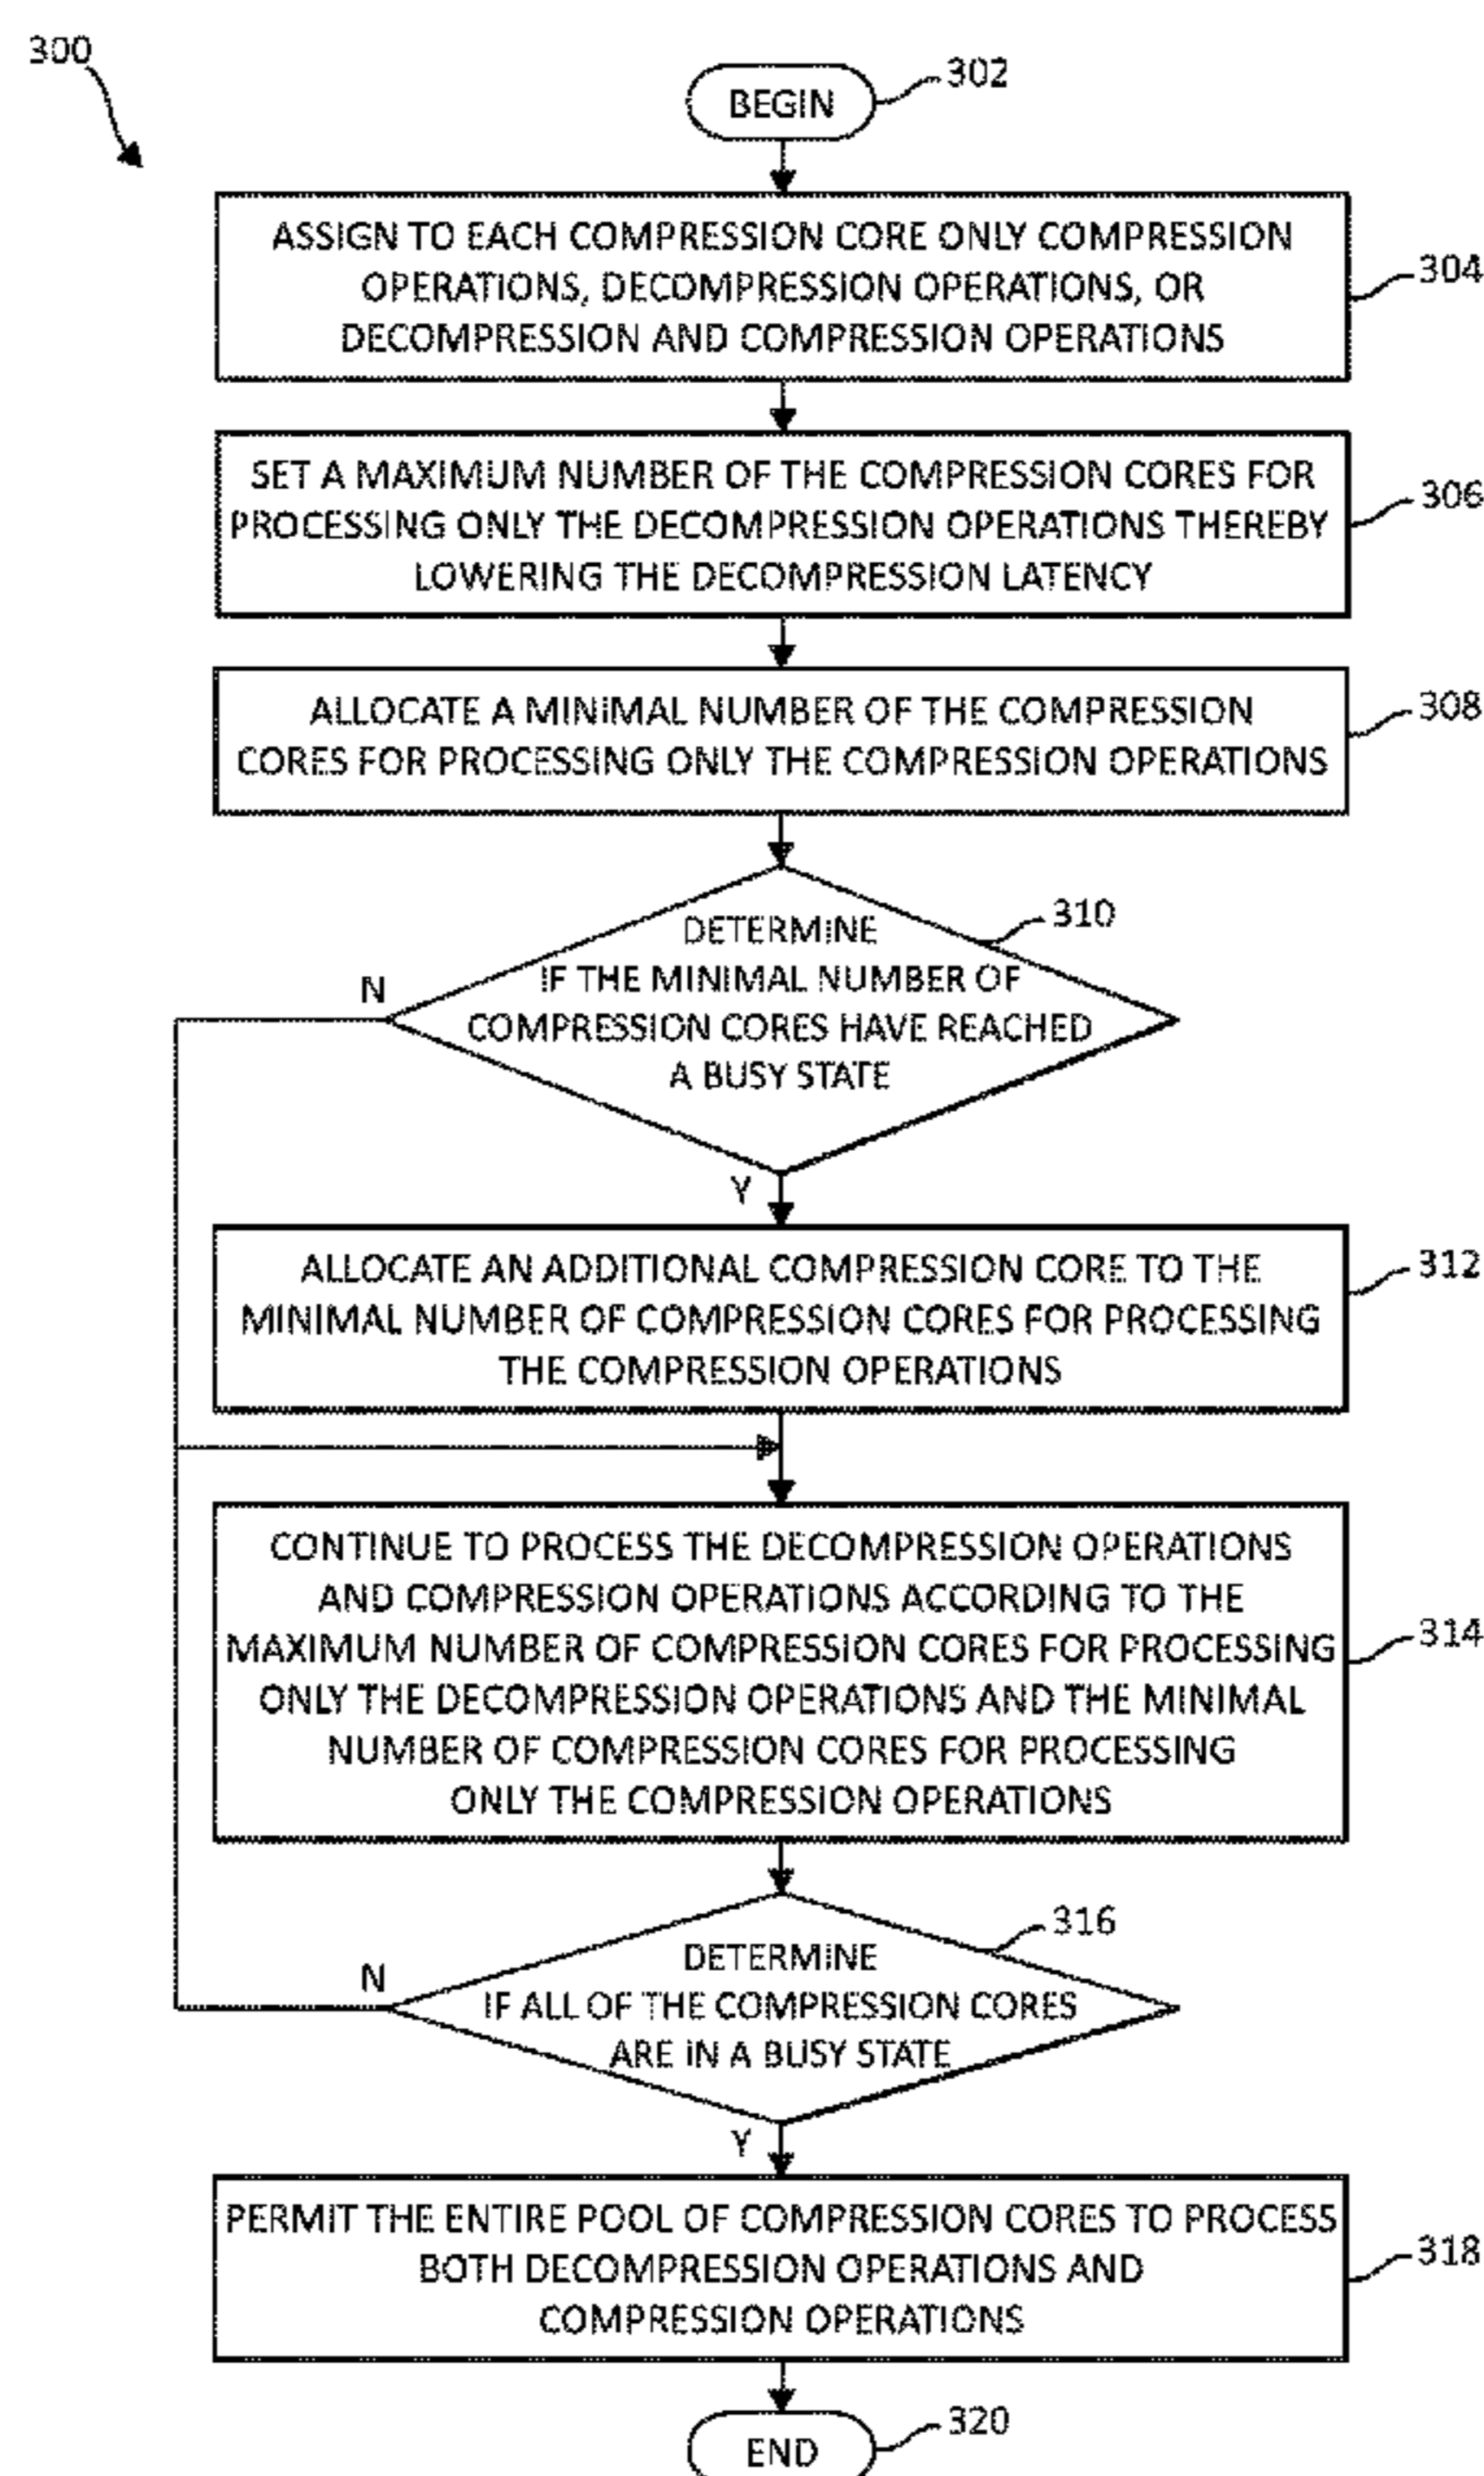 300
BEGIN
302
ASSIGN TO EACH COMPRESSION CORE ONLY COMPRESSION
OPERATIONS, DECOMPRESSION OPERATIONS, OR
DECOMPRESSION AND COMPRESSION OPERATIONS
304
SET A MAXIMUM NUMBER OF THE COMPRESSION CORES FOR
PROCESSING ONLY THE DECOMPRESSION OPERATIONS THEREBY
LOWERING THE DECOMPRESSION LATENCY
306
ALLOCATE A MINIMAL NUMBER OF THE COMPRESSION
CORES FOR PROCESSING ONLY THE COMPRESSION OPERATIONS
308
DETERMINE
IF THE MINIMAL NUMBER OF
COMPRESSION CORES HAVE REACHED
A BUSY STATE
310
N
Y
ALLOCATE AN ADDITIONAL COMPRESSION CORE TO THE
MINIMAL NUMBER OF COMPRESSION CORES FOR PROCESSING
THE COMPRESSION OPERATIONS
312
CONTINUE TO PROCESS THE DECOMPRESSION OPERATIONS
AND COMPRESSION OPERATIONS ACCORDING TO THE
MAXIMUM NUMBER OF COMPRESSION CORES FOR PROCESSING
ONLY THE DECOMPRESSION OPERATIONS AND THE MINIMAL
NUMBER OF COMPRESSION CORES FOR PROCESSING
ONLY THE COMPRESSION OPERATIONS
314
DETERMINE
IF ALL OF THE COMPRESSION CORES
ARE IN A BUSY STATE
316
N
Y
PERMIT THE ENTIRE POOL OF COMPRESSION CORES TO PROCESS
BOTH DECOMPRESSION OPERATIONS AND
COMPRESSION OPERATIONS
318
END
320